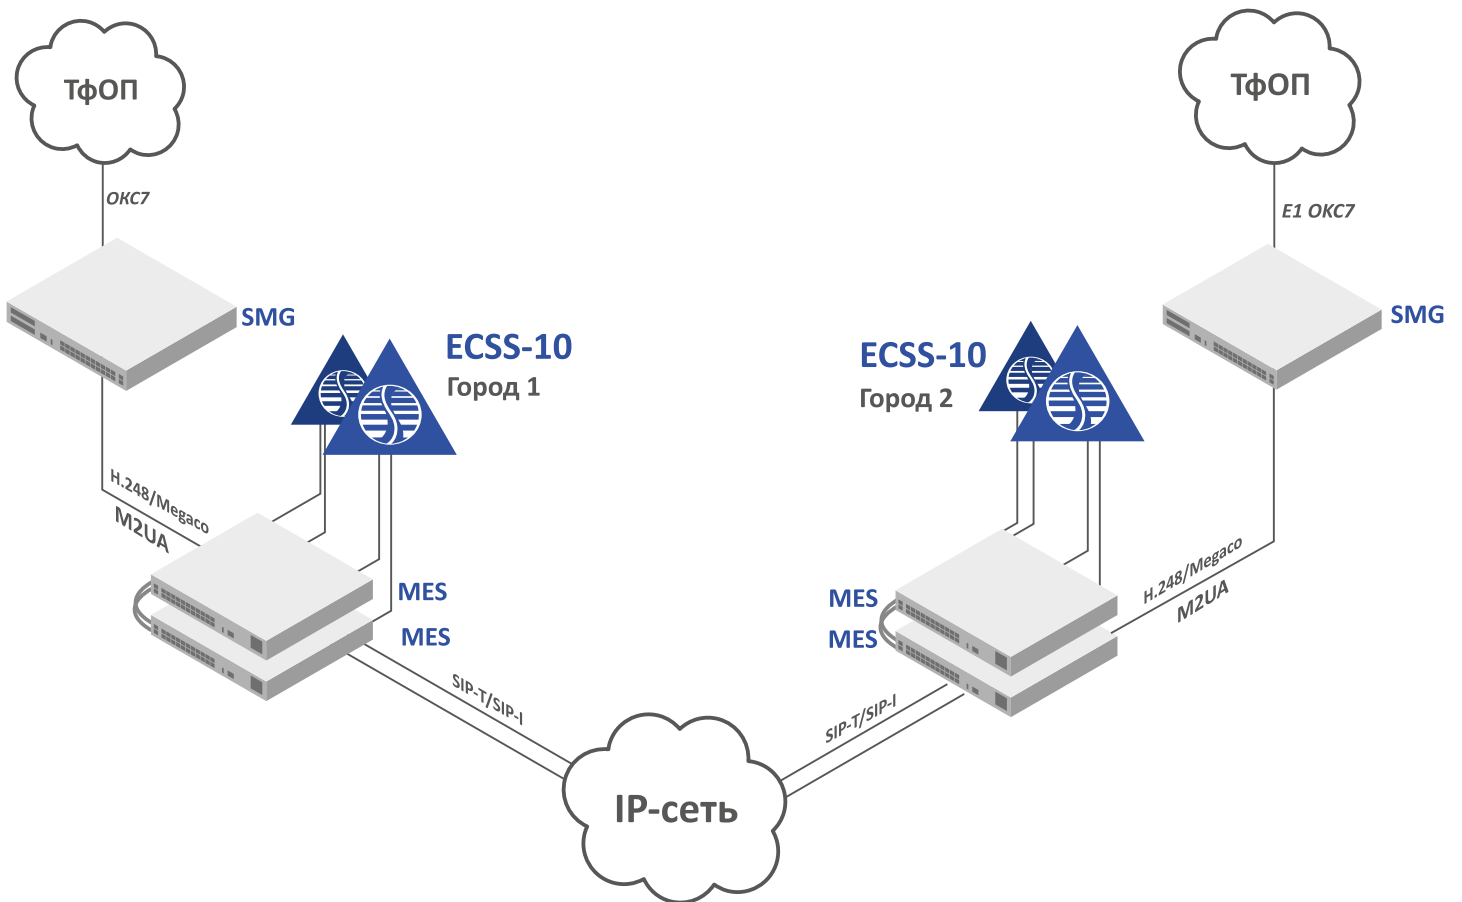 ТфОП
ТфОП
ОКС7
E1 ОКС7
SMG
SMG
ECSS-10
Город 1
ECSS-10
Город 2
H.248/Megaco
M2UA
H.248/Megaco
M2UA
MES
MES
MES
MES
SIP-T/SIP-I
SIP-T/SIP-I
IP-сеть